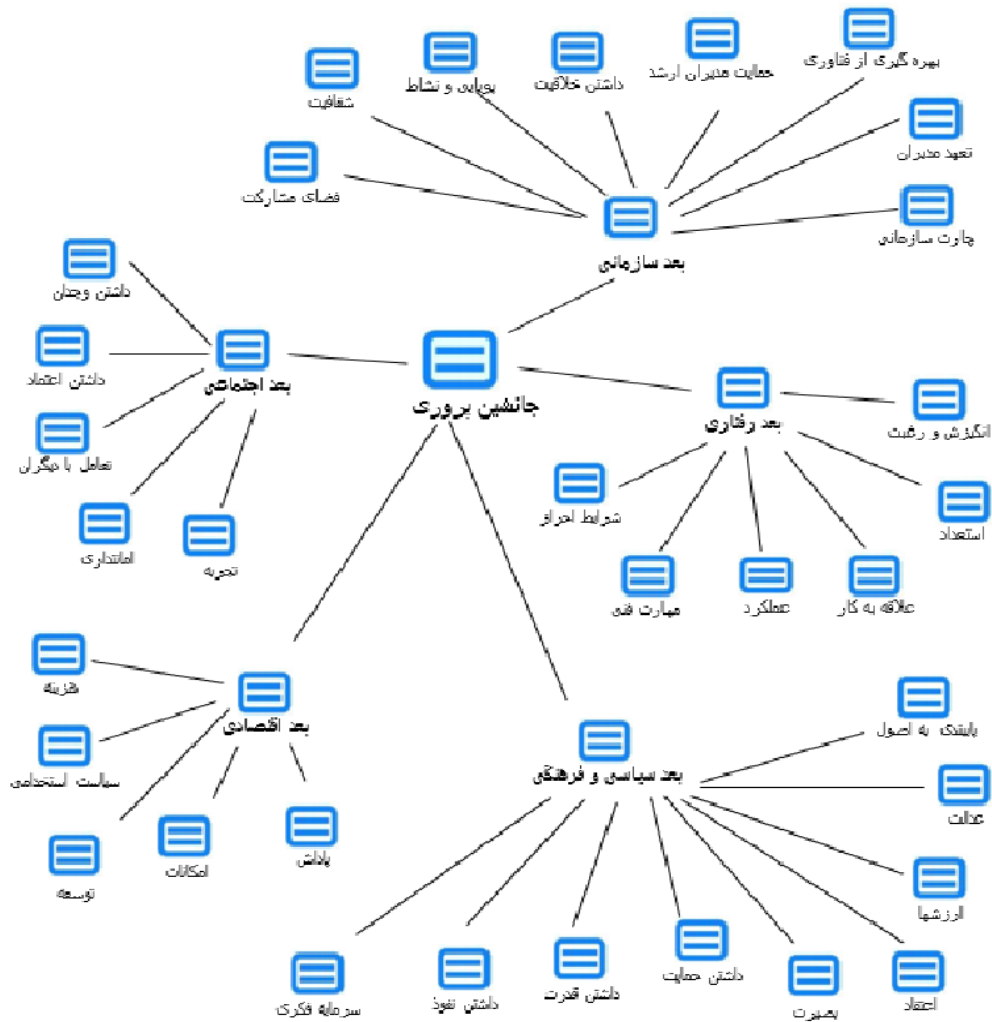 بهره گیری از فناوری
حمایت مدیران ارشد
داشتن خلاقیت
پویایی و نشاط
شفافیت
تعهد مدیران
فضای مشارکت
چارت سازمانی
بعد سازمانی
داشتن وجدان
داشتن اعتماد
بعد اجتماعی
جانشین پروری
بعد رفتاری
انگیزش و رغبت
تعامل با دیگران
شرایط احراز
استعداد
امانتداری
تجربه
مهارت فنی
عملکرد
علاقه به کار
هزینه
بعد اقتصادی
پایبندی به اصول
سیاست استخدامی
بعد سیاسی و فرهنگی
عدالت
توسعه
امکانات
پاداش
ارزشها
سرمایه فکری
داشتن نفوذ
داشتن قدرت
داشتن حمایت
بصیرت
اعتقاد